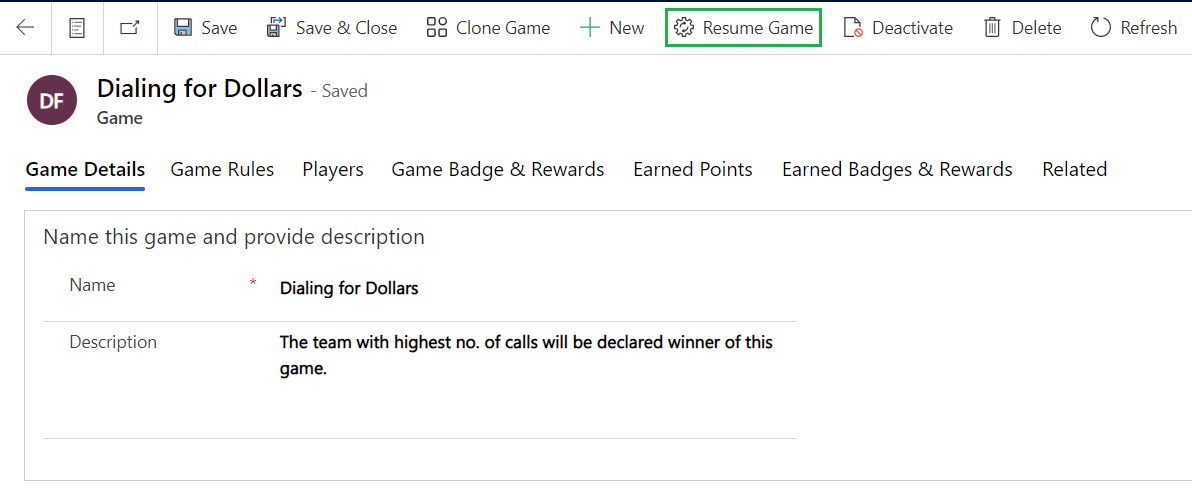 Save Save & Close Clone Game New Resume Game Deactivate Delete Refresh
DF Dialing for Dollars - Saved
Game
Game Details Game Rules Players Game Badge & Rewards Earned Points Earned Badges & Rewards Related
Name this game and provide description
Name * Dialing for Dollars
Description The team with highest no. of calls will be declared winner of this
game.